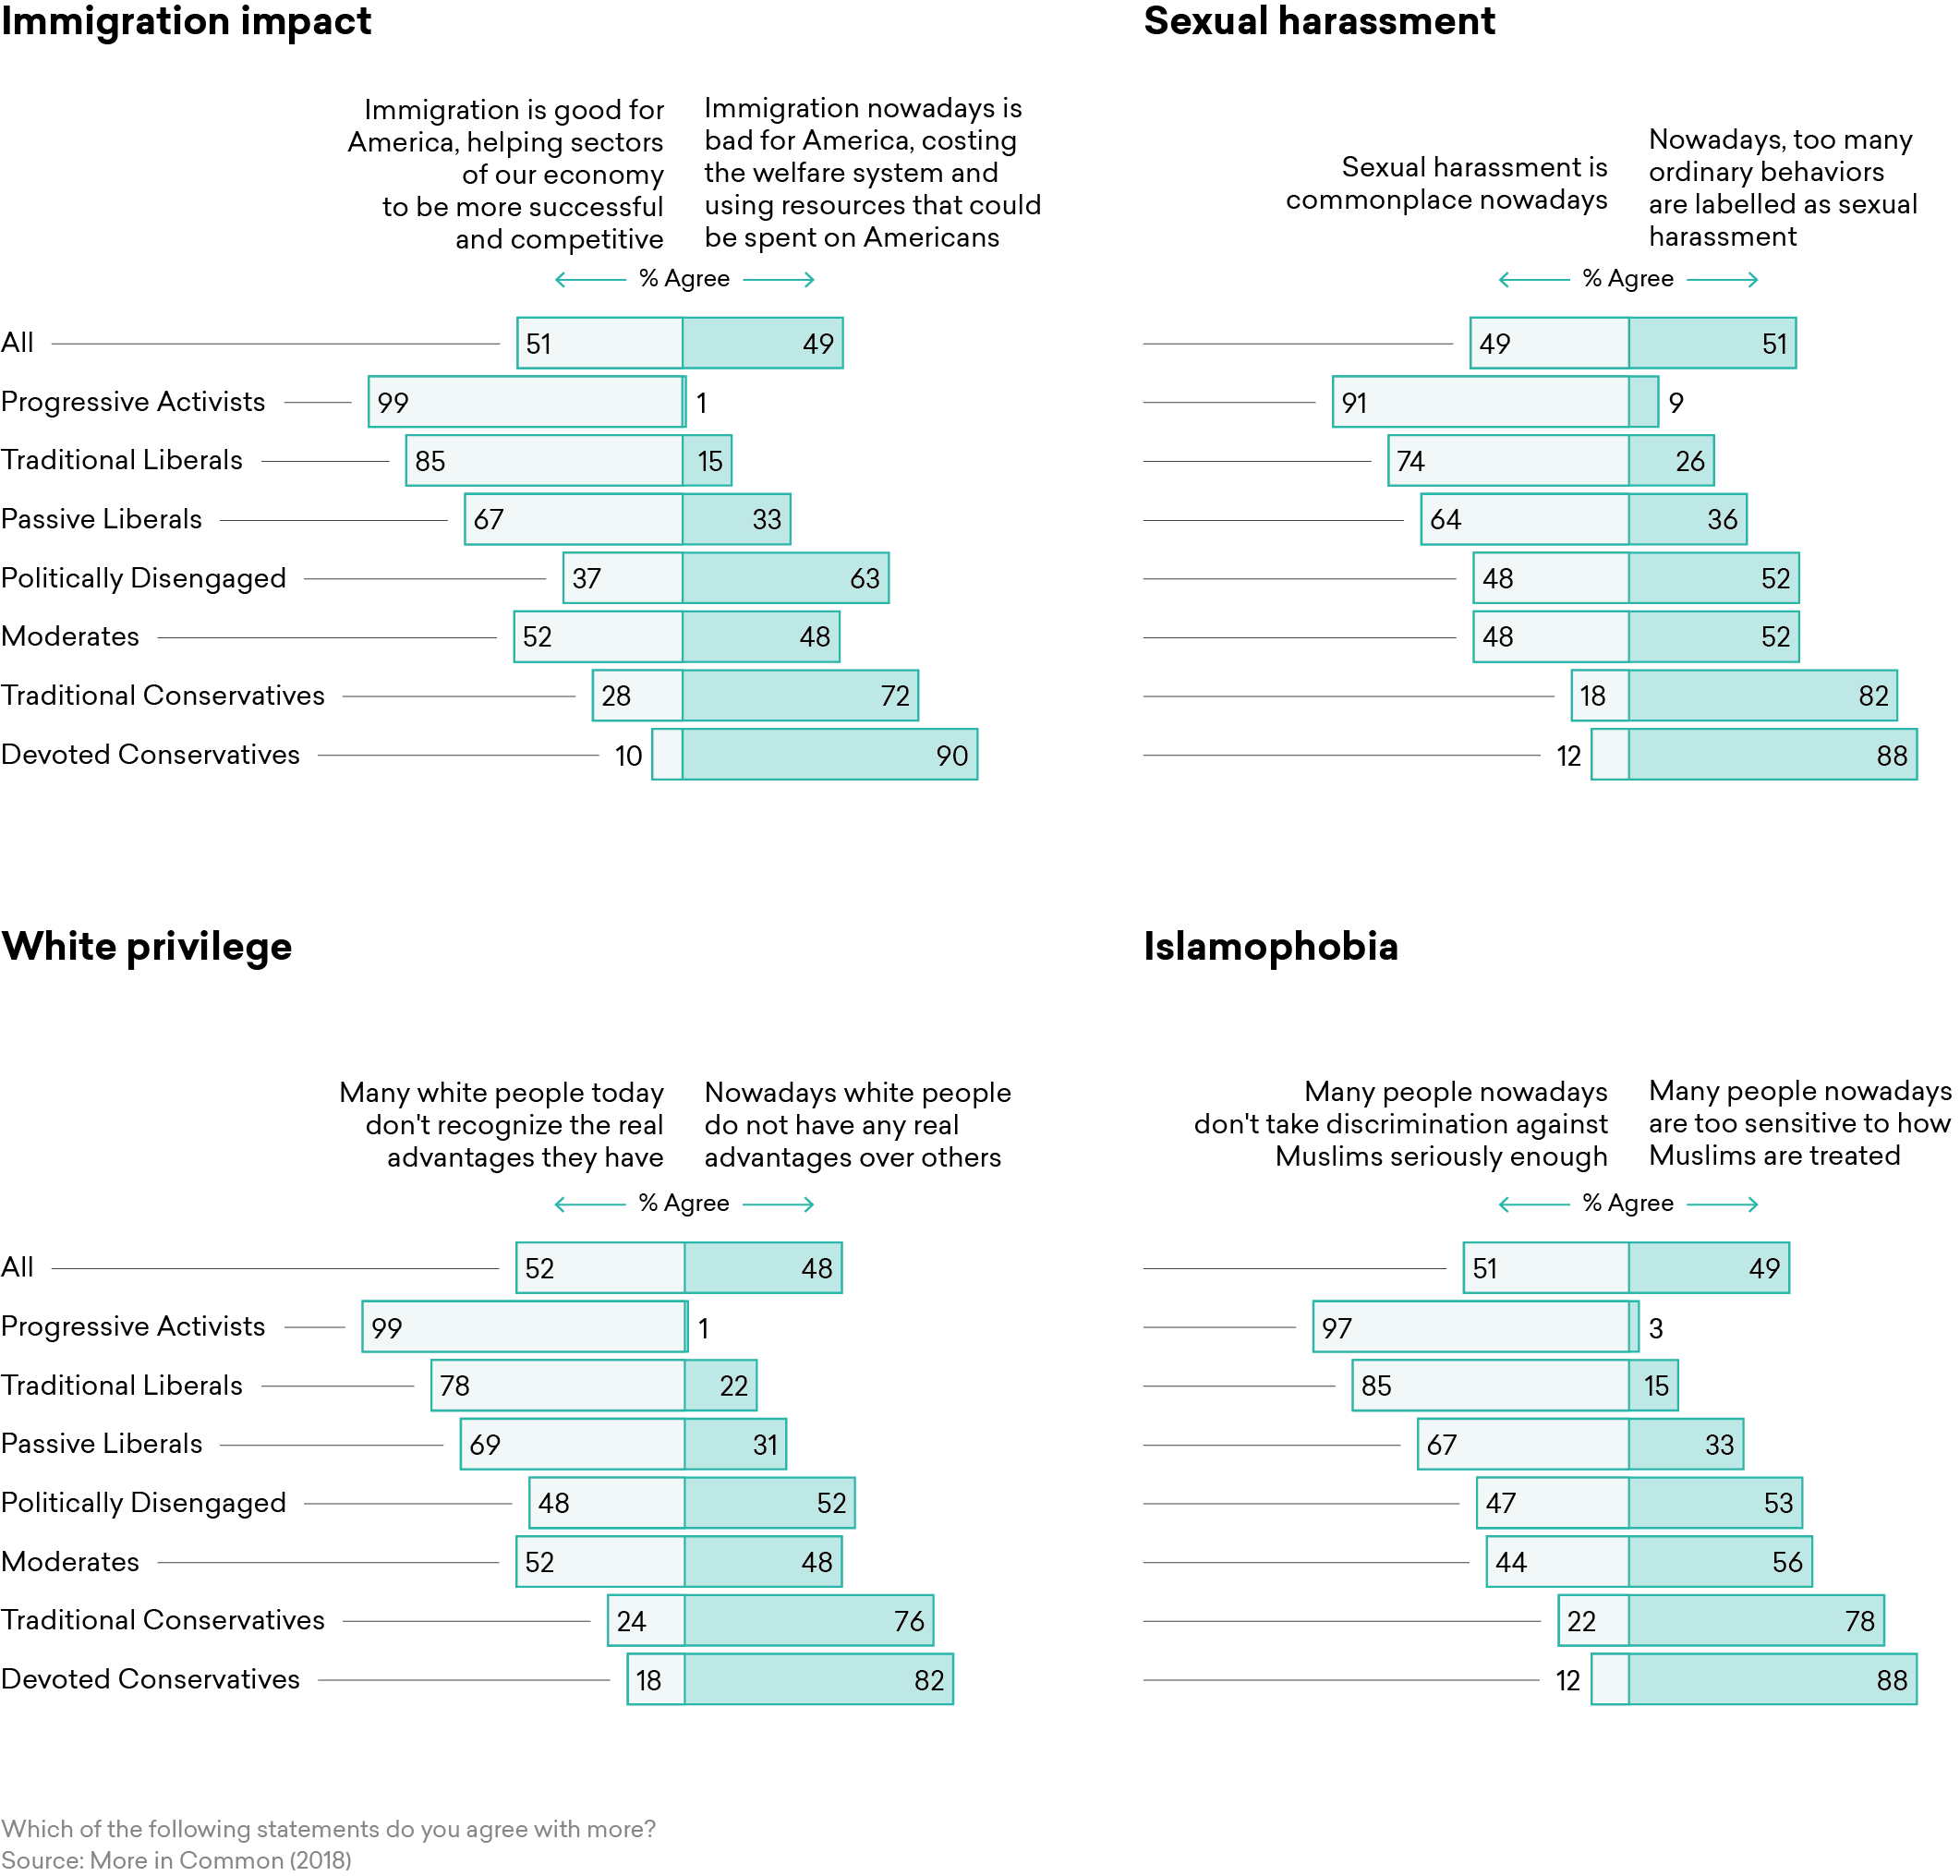 Immigration impact
Immigration is good for
America, helping sectors
of our economy
to be more successful
and competitive
Immigration nowadays is
bad for America, costing
the welfare system and
using resources that could
be spent on Americans
% Agree
All 51 49
Progressive Activists 99 1
Traditional Liberals 85 15
Passive Liberals 67 33
Politically Disengaged 37 63
Moderates 52 48
Traditional Conservatives 28 72
Devoted Conservatives 10 90
Sexual harassment
Sexual harassment is
commonplace nowadays
Nowadays, too many
ordinary behaviors
are labelled as sexual
harassment
% Agree
49 51
91 9
74 26
64 36
48 52
48 52
18 82
12 88
White privilege
Many white people today
don't recognize the real
advantages they have
Nowadays white people
do not have any real
advantages over others
% Agree
All 52 48
Progressive Activists 99 1
Traditional Liberals 78 22
Passive Liberals 69 31
Politically Disengaged 48 52
Moderates 52 48
Traditional Conservatives 24 76
Devoted Conservatives 18 82
Islamophobia
Many people nowadays
don't take discrimination against
Muslims seriously enough
Many people nowadays
are too sensitive to how
Muslims are treated
% Agree
51 49
97 3
85 15
67 33
47 53
44 56
22 78
12 88
Which of the following statements do you agree with more?
Source: More in Common (2018)